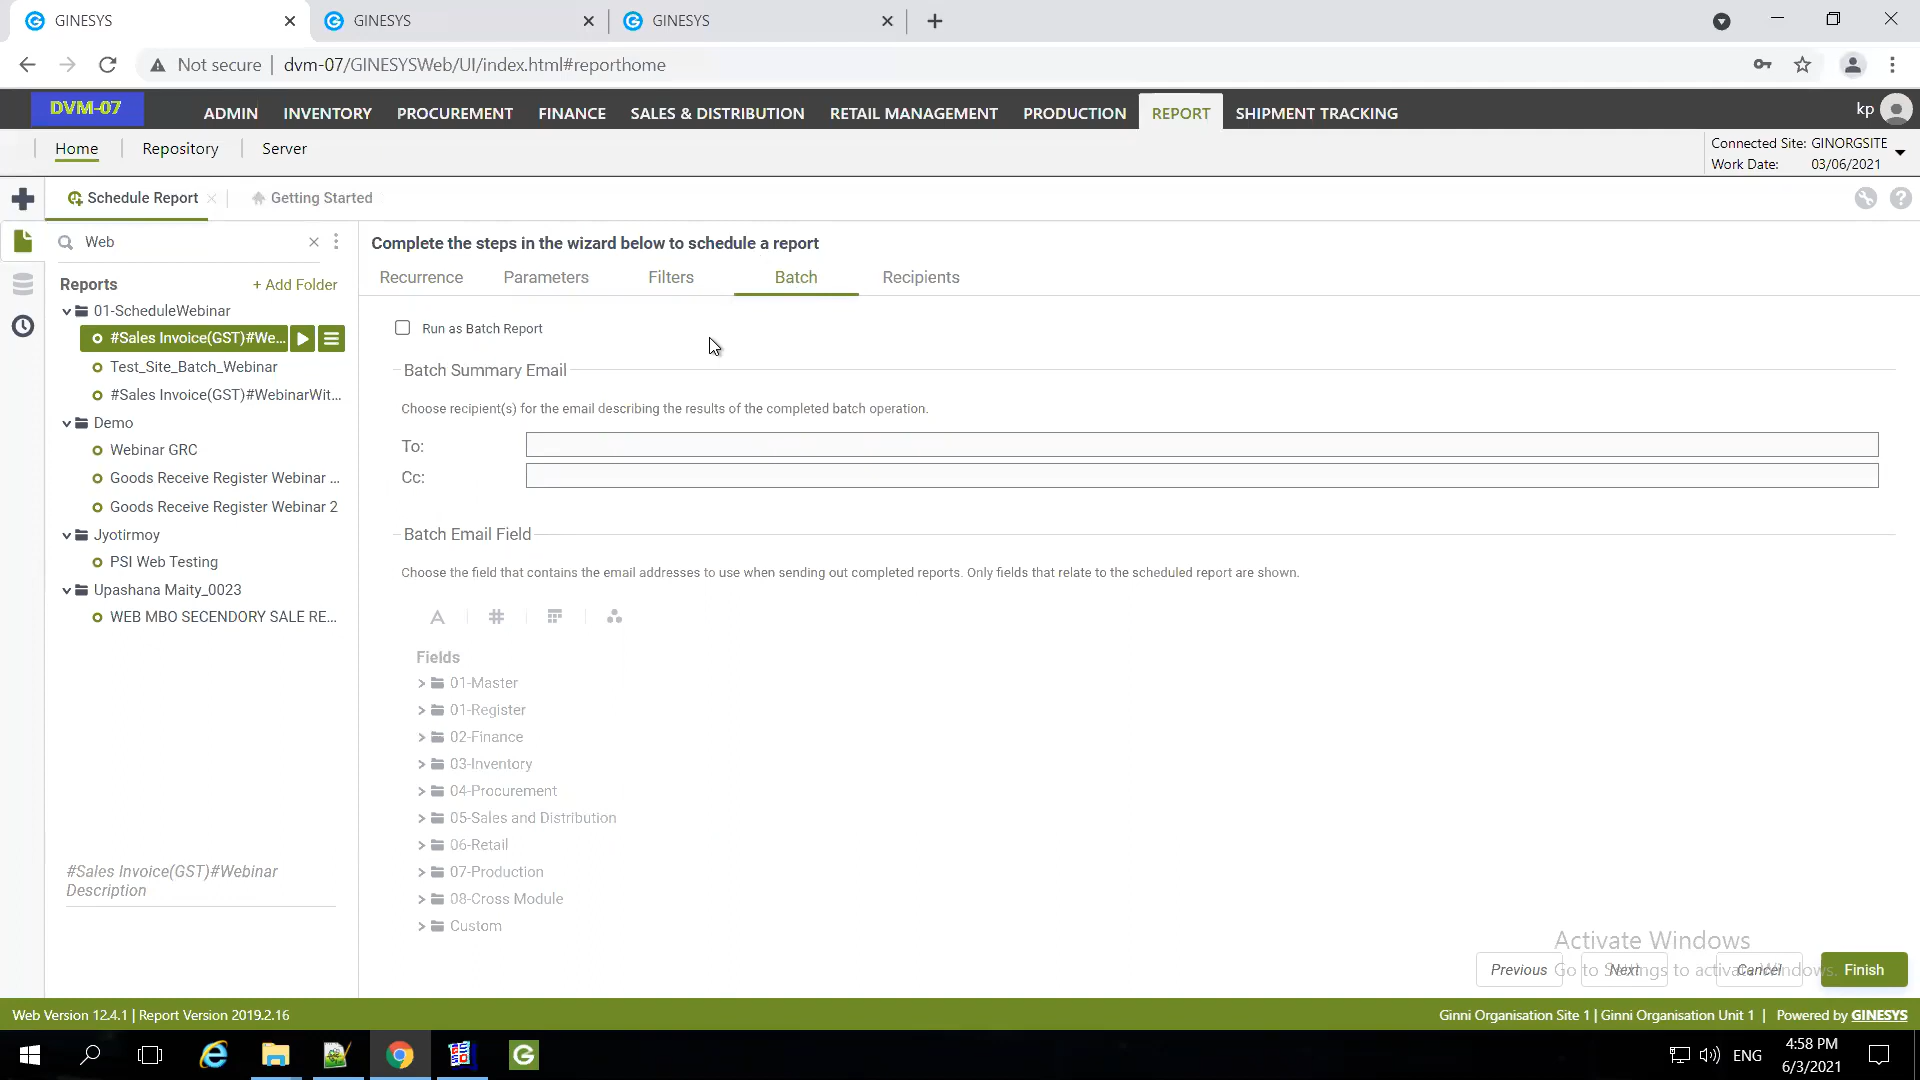 GINESYS
GINESYS
GINESYS
Not secure
dvm-07/GINESYSWeb/UI/index.html#reporthome
DVM-07
ADMIN
INVENTORY
PROCUREMENT
FINANCE
SALES & DISTRIBUTION
RETAIL MANAGEMENT
PRODUCTION
REPORT
SHIPMENT TRACKING
kp
Home
Repository
Server
Connected Site: GINORGSITE
Work Date: 03/06/2021
Schedule Report
Getting Started
Web
Reports
+ Add Folder
01-ScheduleWebinar
#Sales Invoice(GST)#We...
Test_Site_Batch_Webinar
#Sales Invoice(GST)#WebinarWit...
Demo
Webinar GRC
Goods Receive Register Webinar ...
Goods Receive Register Webinar 2
Jyotirmoy
PSI Web Testing
Upashana Maity_0023
WEB MBO SECENDORY SALE RE...
#Sales Invoice(GST)#Webinar
Description
Complete the steps in the wizard below to schedule a report
Recurrence
Parameters
Filters
Batch
Recipients
Run as Batch Report
Batch Summary Email
Choose recipient(s) for the email describing the results of the completed batch operation.
To:
Cc:
Batch Email Field
Choose the field that contains the email addresses to use when sending out completed reports. Only fields that relate to the scheduled report are shown.
Fields
01-Master
01-Register
02-Finance
03-Inventory
04-Procurement
05-Sales and Distribution
06-Retail
07-Production
08-Cross Module
Custom
Activate Windows
Go to Settings to activate Windows.
Previous
Next
Cancel
Finish
Web Version 12.4.1 | Report Version 2019.2.16
Ginni Organisation Site 1 | Ginni Organisation Unit 1 | Powered by GINESYS
ENG
4:58 PM
6/3/2021